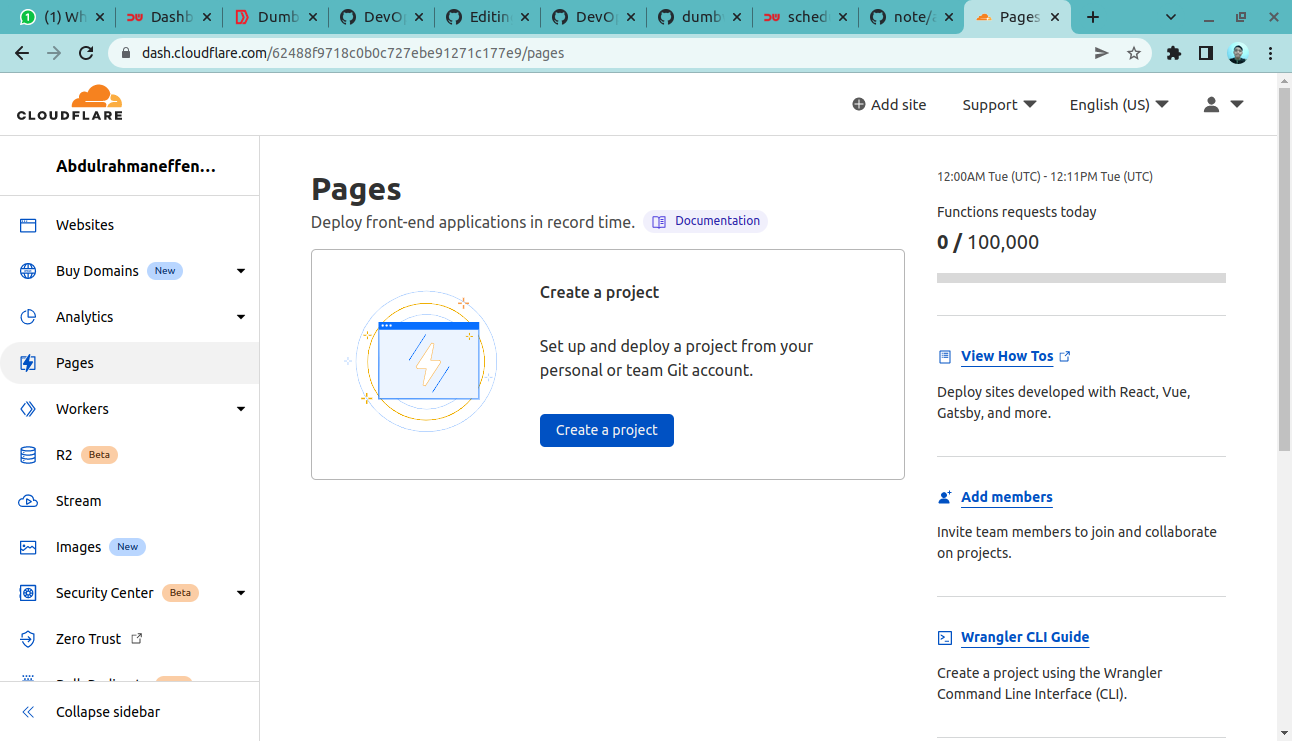 (1) Wh
Dashb
Dumb
DevO
Editin
DevO
dumb
sched
note/
Pages
dash.cloudflare.com/62488f9718c0b0c727ebe91271c177e9/pages
CLOUDFLARE
Add site
Support
English (US)
Abdulrahmaneffen...
Websites
Buy Domains New
Analytics
Pages
Workers
R2 Beta
Stream
Images New
Security Center Beta
Zero Trust
Collapse sidebar
Pages
Deploy front-end applications in record time. Documentation
Create a project
Set up and deploy a project from your
personal or team Git account.
Create a project
12:00AM Tue (UTC) - 12:11PM Tue (UTC)
Functions requests today
0 / 100,000
View How Tos
Deploy sites developed with React, Vue,
Gatsby, and more.
Add members
Invite team members to join and collaborate
on projects.
Wrangler CLI Guide
Create a project using the Wrangler
Command Line Interface (CLI).